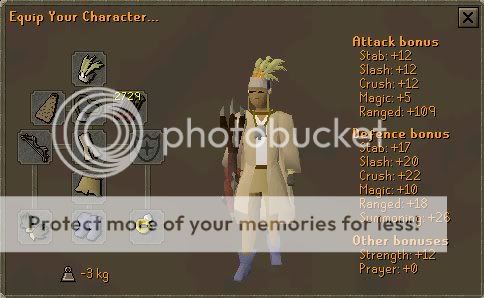 Equip Your Character...
Attack bonus
Stab: +12
Slash: +12
Crush: +12
Magic: +5
Ranged: +109
2729
photobucket
Defence bonus
Stab: +17
Slash: +20
Crush: +22
Magic: +10
Ranged: +18
Summoning: +26
Protect more of your memories for less!
Other bonuses
Strength: +12
Prayer: +0
-3 kg